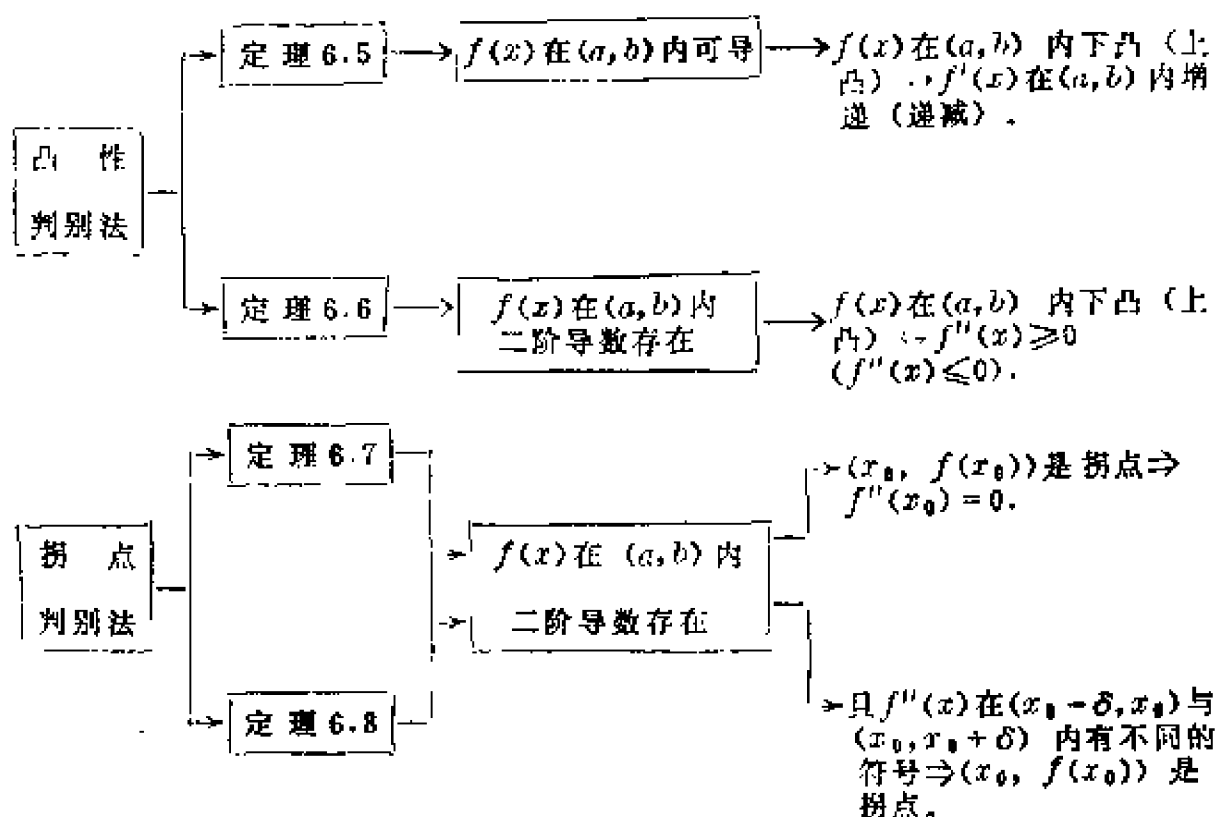 定理6.5
f(x)在(a,b)内可导
f(x)在(a,b) 内下凸（上
凸） f'(x)在(a,b) 内增
递（递减）.
凸 性
判别法
定理6.6
f(x)在(a,b)内
二阶导数存在
f(x)在(a,b) 内下凸（上
凸） f''(x)≥0
(f''(x)≤0).
定理6.7
(x₀, f(x₀))是拐点⇒
f''(x₀)=0.
拐 点
判别法
f(x)在 (a,b) 内
二阶导数存在
定理6.8
且f''(x)在(x₀-δ,x₀)与
(x₀,x₀+δ) 内有不同的
符号⇒(x₀, f(x₀)) 是
拐点.